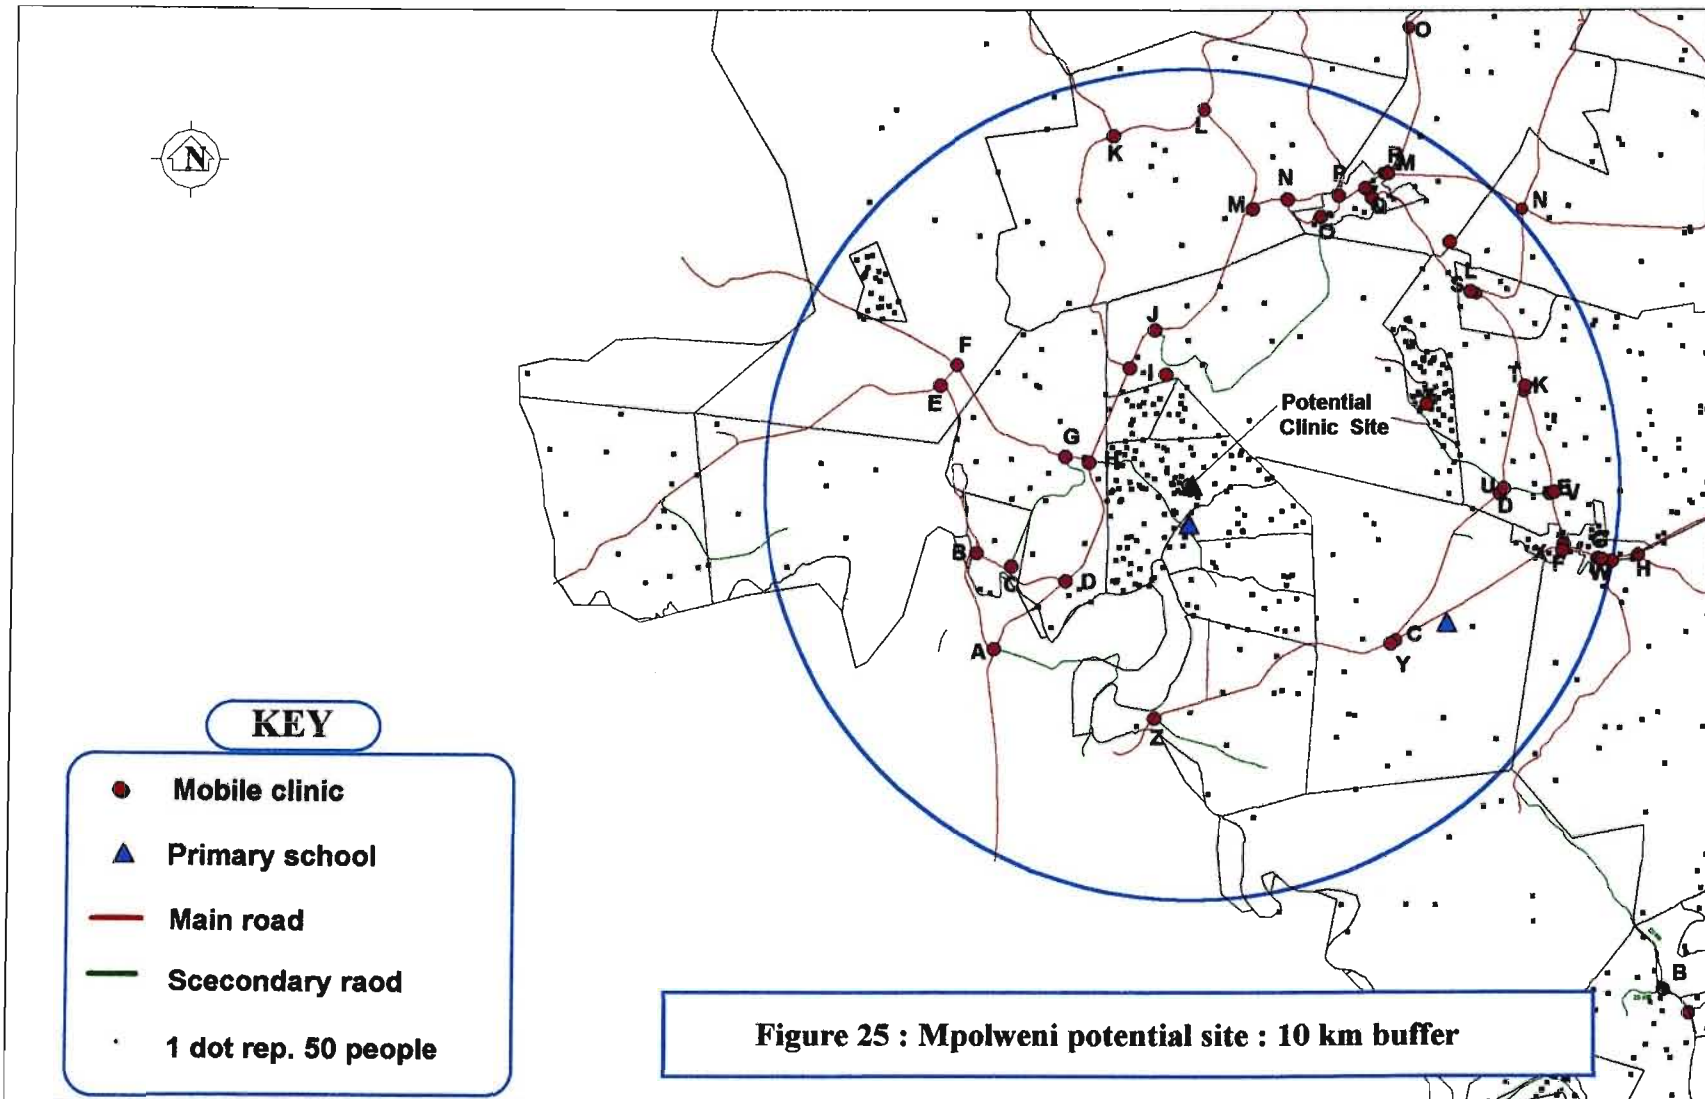 O
K
L
N
M
N
P
R
M
Q
O
N
L
S
J
I
F
E
T
K
Potential
Clinic Site
G
H
U
D
E
V
B
C
D
X
F
G
W
H
A
C
Y
Z
N
KEY
Mobile clinic
Primary school
Main road
Scecondary raod
1 dot rep. 50 people
B
Figure 25 : Mpolweni potential site : 10 km buffer